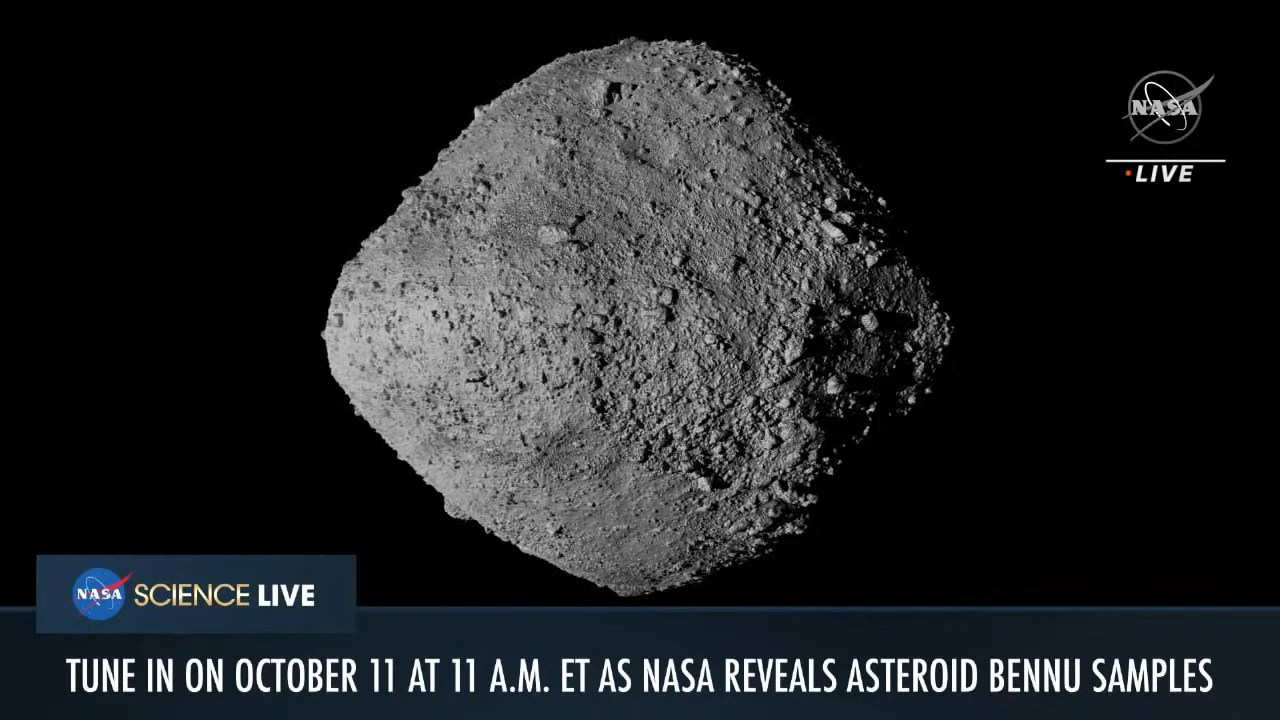 NASA
LIVE
NASA SCIENCE LIVE
TUNE IN ON OCTOBER 11 AT 11 A.M. ET AS NASA REVEALS ASTEROID BENNU SAMPLES